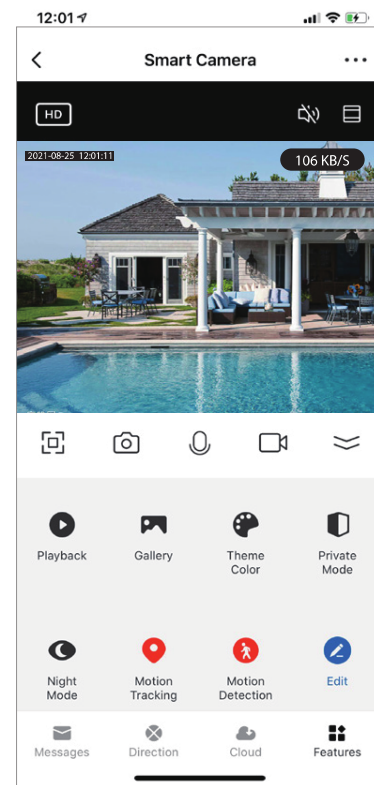 12:01
Smart Camera
HD
2021-08-25 12:01:11
106 KB/S
Playback
Gallery
Theme
Color
Private
Mode
Night
Mode
Motion
Tracking
Motion
Detection
Edit
Messages
Direction
Cloud
Features